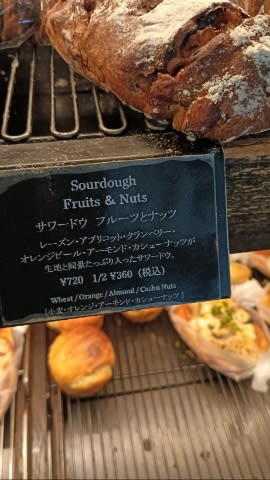 Sourdough
Fruits & Nuts
サワードウ フルーツとナッツ
レーズン・アプリコット・クランベリー・
オレンジピール・アーモンド・カシューナッツが
生地と同量たっぷり入ったサワードウ。
¥720 1/2 ¥360 (税込)
Wheat / Orange / Almond / Cashu Nuts
[小麦・オレンジ・アーモンド・カシューナッツ]